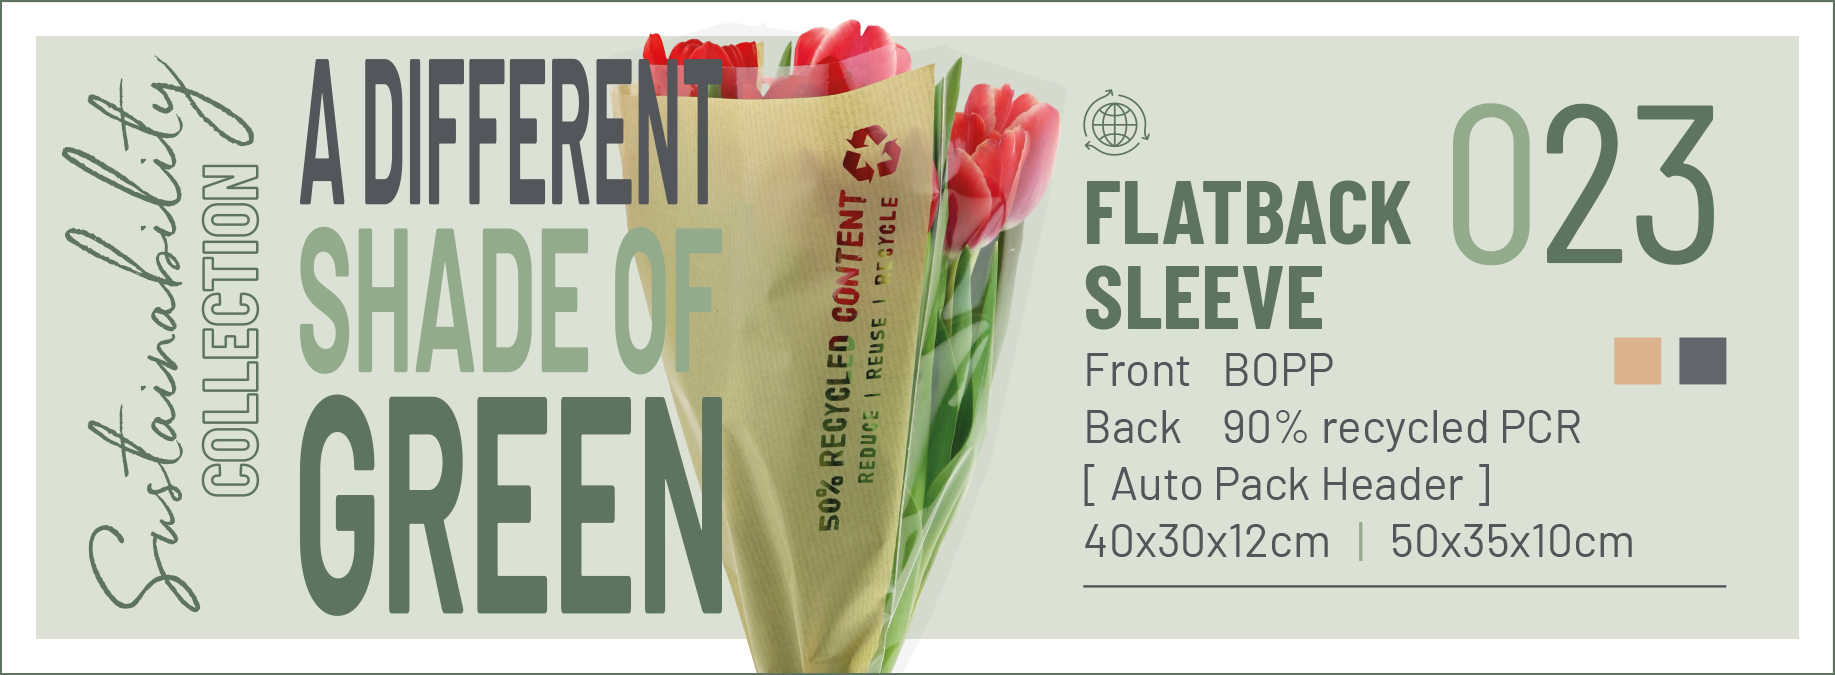 Sustainability
COLLECTION
A DIFFERENT
SHADE OF
GREEN
50% RECYCLED CONTENT
REDUCE | REUSE | RECYCLE
023
FLATBACK
SLEEVE
Front BOPP
Back 90% recycled PCR
[ Auto Pack Header ]
40x30x12cm | 50x35x10cm